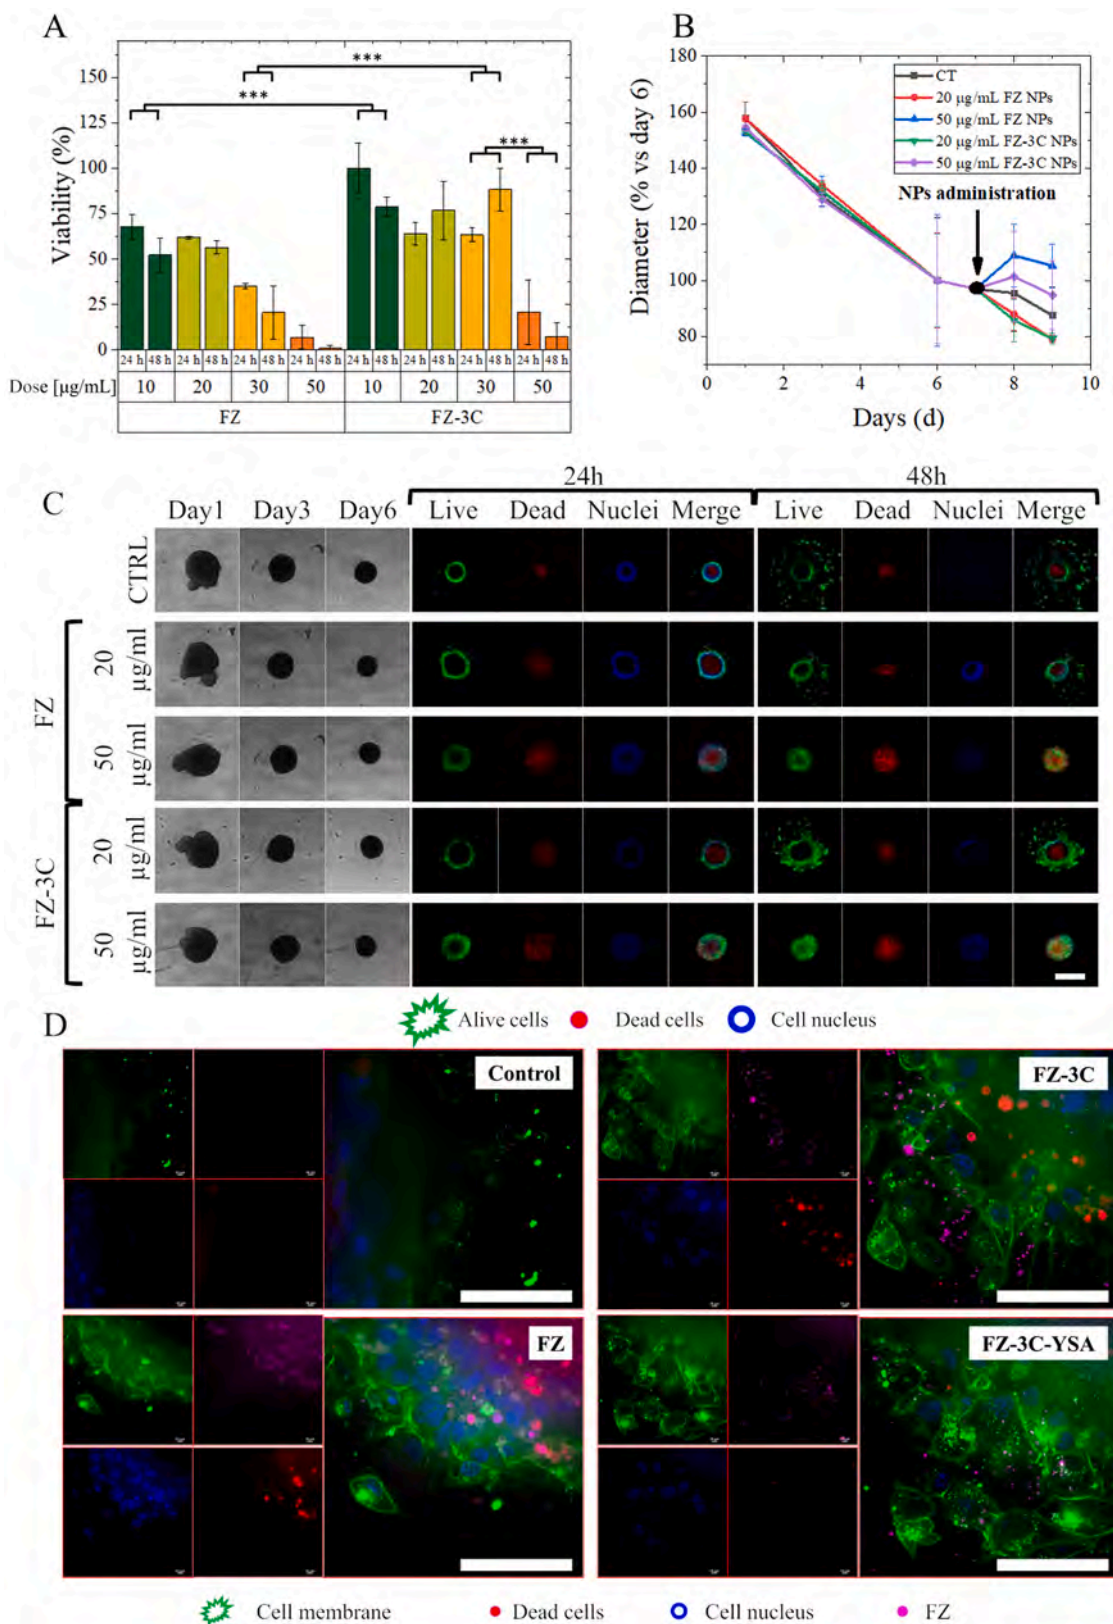 A
Viability (%)
150
125
100
75
50
25
0
***
***
***
24 h 48 h 24 h 48 h 24 h 48 h 24 h 48 h 24 h 48 h 24 h 48 h 24 h 48 h 24 h 48 h
Dose [µg/mL] 10 20 30 50 10 20 30 50
FZ FZ-3C
B
Diameter (% vs day 6)
180
160
140
120
100
80
CT
20 µg/mL FZ NPs
50 µg/mL FZ NPs
20 µg/mL FZ-3C NPs
50 µg/mL FZ-3C NPs
NPs administration
0 2 4 6 8 10
Days (d)
C
24h 48h
Day1 Day3 Day6 Live Dead Nuclei Merge Live Dead Nuclei Merge
CTRL
FZ
20 µg/ml
50 µg/ml
FZ-3C
20 µg/ml
50 µg/ml
Alive cells Dead cells Cell nucleus
D
Control
FZ-3C
FZ
FZ-3C-YSA
Cell membrane Dead cells Cell nucleus FZ